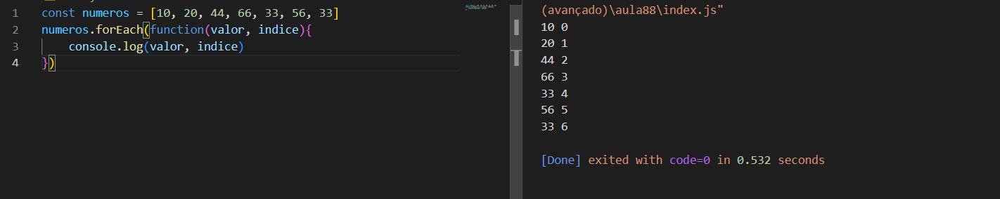 1 const numeros = [10, 20, 44, 66, 33, 56, 33]
2 numeros.forEach(function(valor, indice){
3 console.log(valor, indice)
4 })
(avançado)\aula88\index.js"
10 0
20 1
44 2
66 3
33 4
56 5
33 6
[Done] exited with code=0 in 0.532 seconds